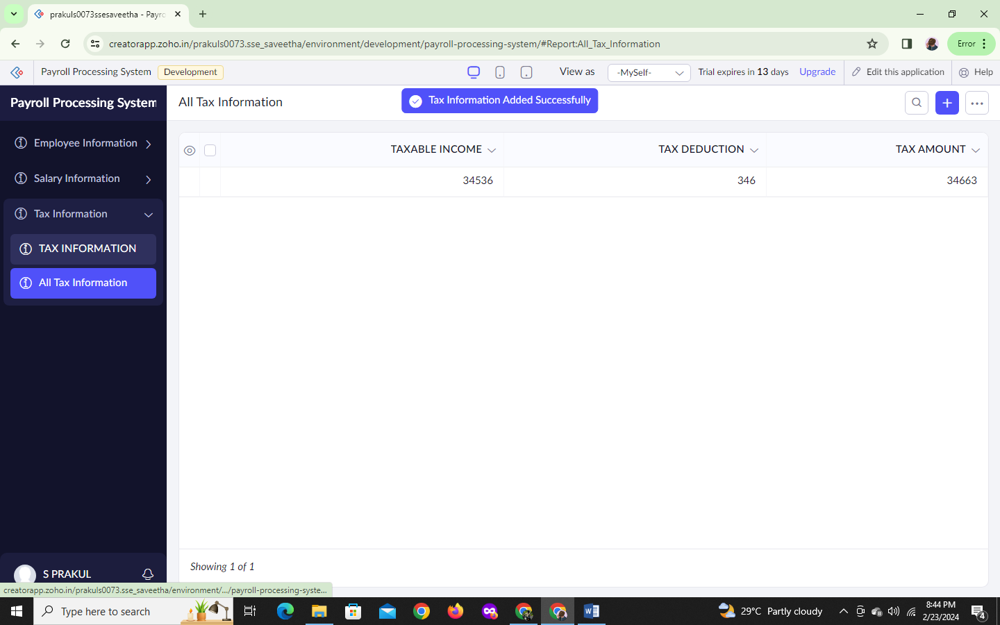 prakuls0073ssesaveetha - Payro
creatorapp.zoho.in/prakuls0073.sse_saveetha/environment/development/payroll-processing-system/#Report:All_Tax_Information
Error
Payroll Processing System
Development
View as
-MySelf-
Trial expires in 13 days
Upgrade
Edit this application
Help
Payroll Processing System
All Tax Information
Tax Information Added Successfully
Employee Information
Salary Information
Tax Information
TAX INFORMATION
All Tax Information
TAXABLE INCOME TAX DEDUCTION TAX AMOUNT
34536 346 34663
Showing 1 of 1
S PRAKUL
creatorapp.zoho.in/prakuls0073.sse_saveetha/environment/.../payroll-processing-syste...
Type here to search
29°C Partly cloudy
8:44 PM
2/23/2024
4